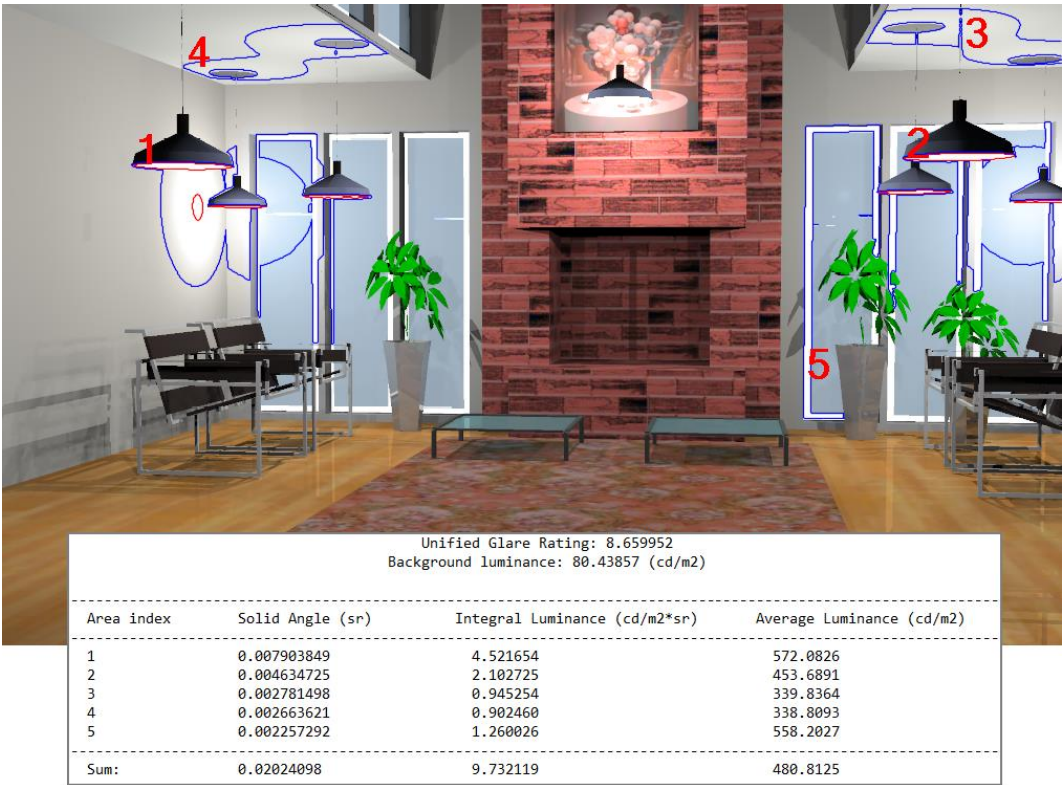 4
3
1
2
5
Unified Glare Rating: 8.659952
Background luminance: 80.43857 (cd/m2)
Area index Solid Angle (sr) Integral Luminance (cd/m2*sr) Average Luminance (cd/m2)
1 0.007903849 4.521654 572.0826
2 0.004634725 2.102725 453.6891
3 0.002781498 0.945254 339.8364
4 0.002663621 0.902460 338.8093
5 0.002257292 1.260026 558.2027
Sum: 0.02024098 9.732119 480.8125